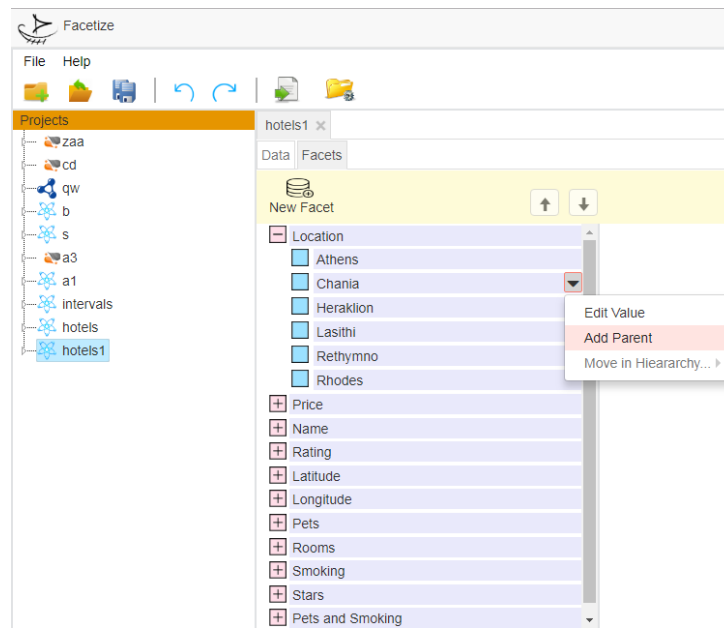 Facetize
File Help
Projects
zaa
cd
qw
b
s
a3
a1
intervals
hotels
hotels1
hotels1
Data Facets
New Facet
Location
Athens
Chania
Heraklion
Lasithi
Rethymno
Rhodes
Edit Value
Add Parent
Move in Hieararchy...
Price
Name
Rating
Latitude
Longitude
Pets
Rooms
Smoking
Stars
Pets and Smoking